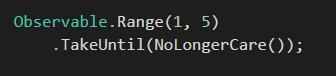 Observable.Range(1, 5)
    .TakeUntil(NoLongerCare());